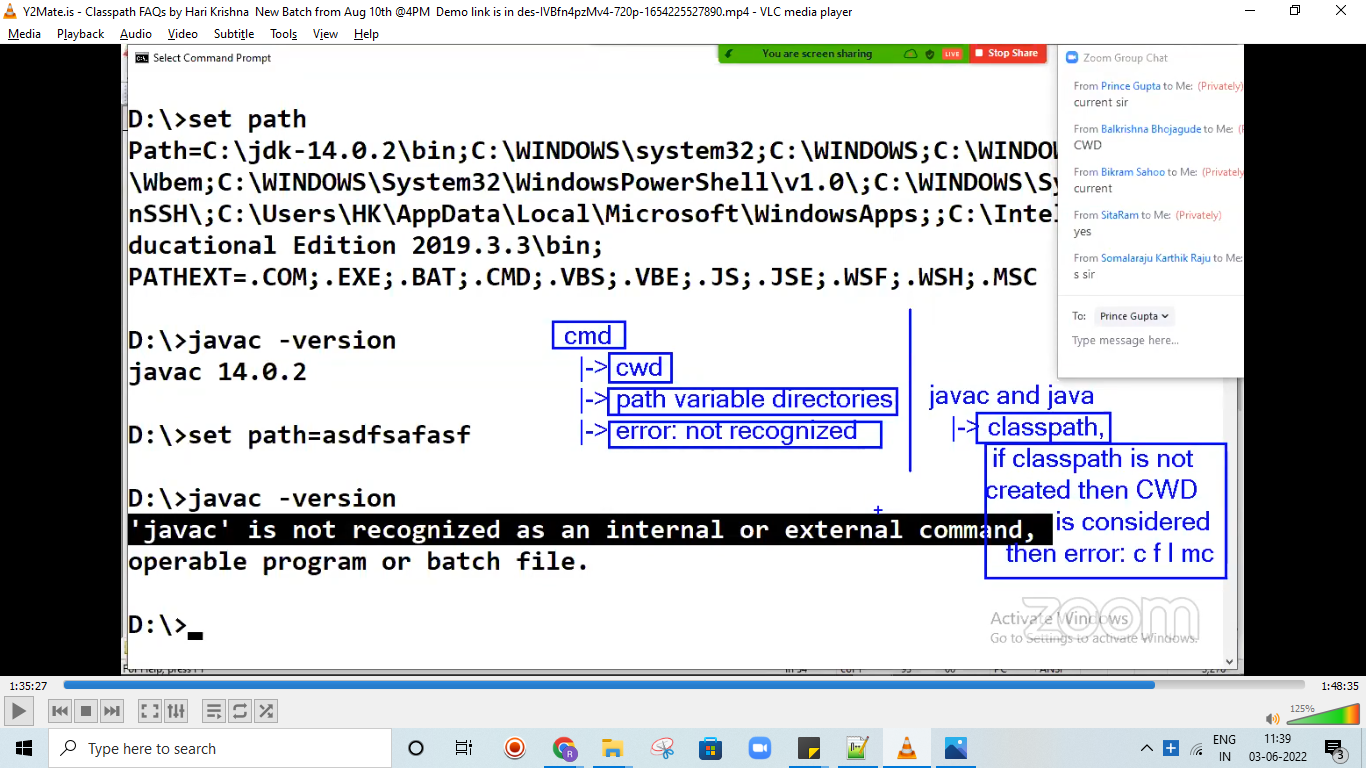 Y2Mate.is - Classpath FAQs by Hari Krishna  New Batch from Aug 10th @4PM  Demo link is in des-IVBfn4pzMv4-720p-1654225527890.mp4 - VLC media player
Media Playback Audio Video Subtitle Tools View Help
Select Command Prompt
You are screen sharing
LIVE
Stop Share
D:\>set path
Path=C:\jdk-14.0.2\bin;C:\WINDOWS\system32;C:\WINDOWS;C:\WINDOW
\Wbem;C:\WINDOWS\System32\WindowsPowerShell\v1.0\;C:\WINDOWS\Sy
nSSH\;C:\Users\HK\AppData\Local\Microsoft\WindowsApps;;C:\Intel
ducational Edition 2019.3.3\bin;
PATHEXT=.COM;.EXE;.BAT;.CMD;.VBS;.VBE;.JS;.JSE;.WSF;.WSH;.MSC
D:\>javac -version
javac 14.0.2
D:\>set path=asdfsafasf
D:\>javac -version
'javac' is not recognized as an internal or external command,
operable program or batch file.
D:\>
cmd
|-> cwd
|-> path variable directories
|-> error: not recognized
javac and java
|-> classpath,
if classpath is not
created then CWD
is considered
then error: c f l mc
Zoom Group Chat
From Prince Gupta to Me: (Privately)
current sir
From Balkrishna Bhojagude to Me:
CWD
From Bikram Sahoo to Me: (Privately
current
From SitaRam to Me: (Privately)
yes
From Somalaraju Karthik Raju to Me:
s sir
To: Prince Gupta
Type message here...
zoom
Activate Windows
Go to Settings to activate Windows.
1:35:27
1:48:35
125%
Type here to search
ENG
IN
11:39
03-06-2022
3